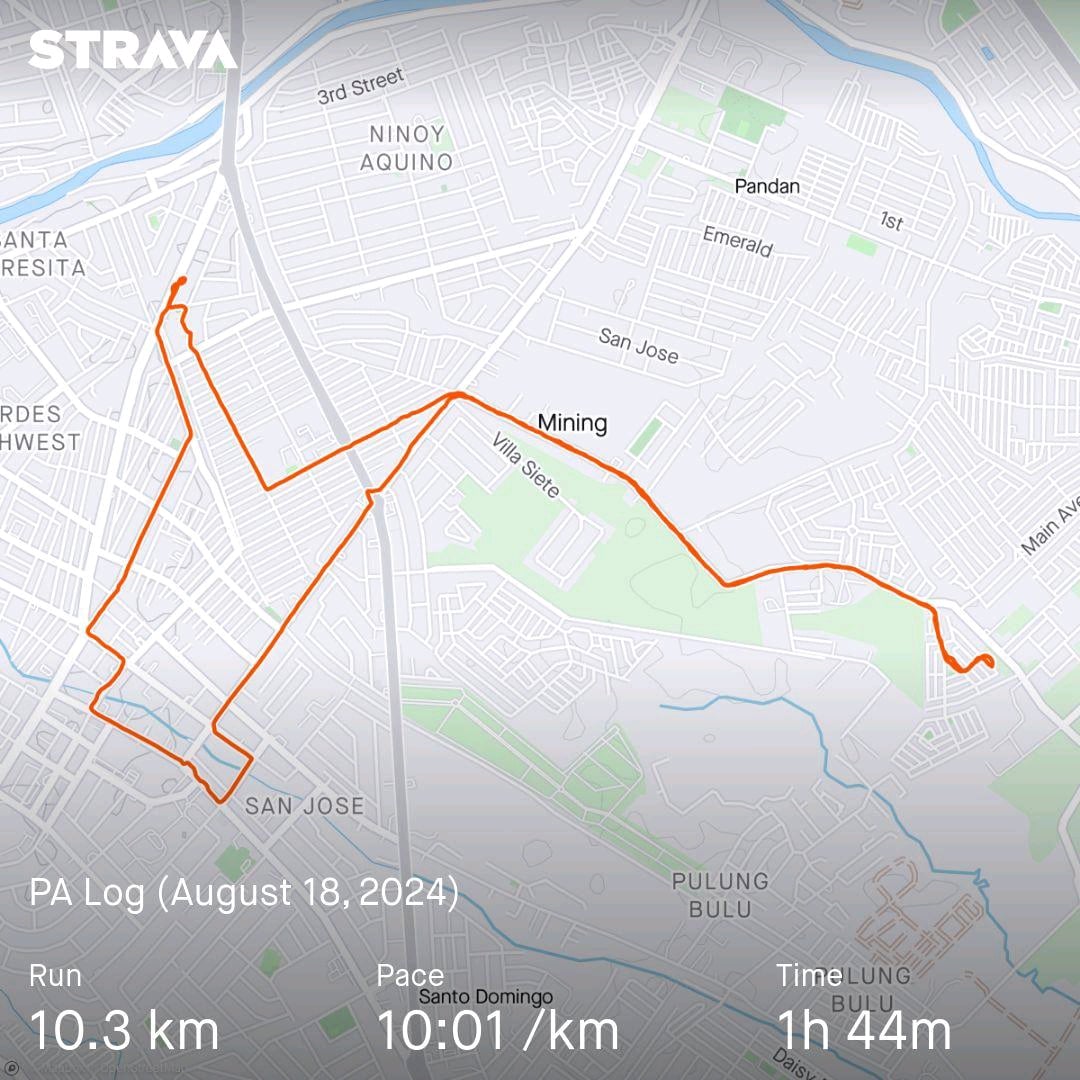 STRAVA
3rd Street
NINOY
AQUINO
Pandan
1st
Emerald
SANTA
RESITA
San Jose
RDES
HWEST
Mining
Villa Siete
Main Ave
SAN JOSE
PA Log (August 18, 2024)
PULUNG
BULU
Run
Pace
Time
PULUNG
BULU
Santo Domingo
10.3 km
10:01 /km
1h 44m
Daisy
OpenStreetMap